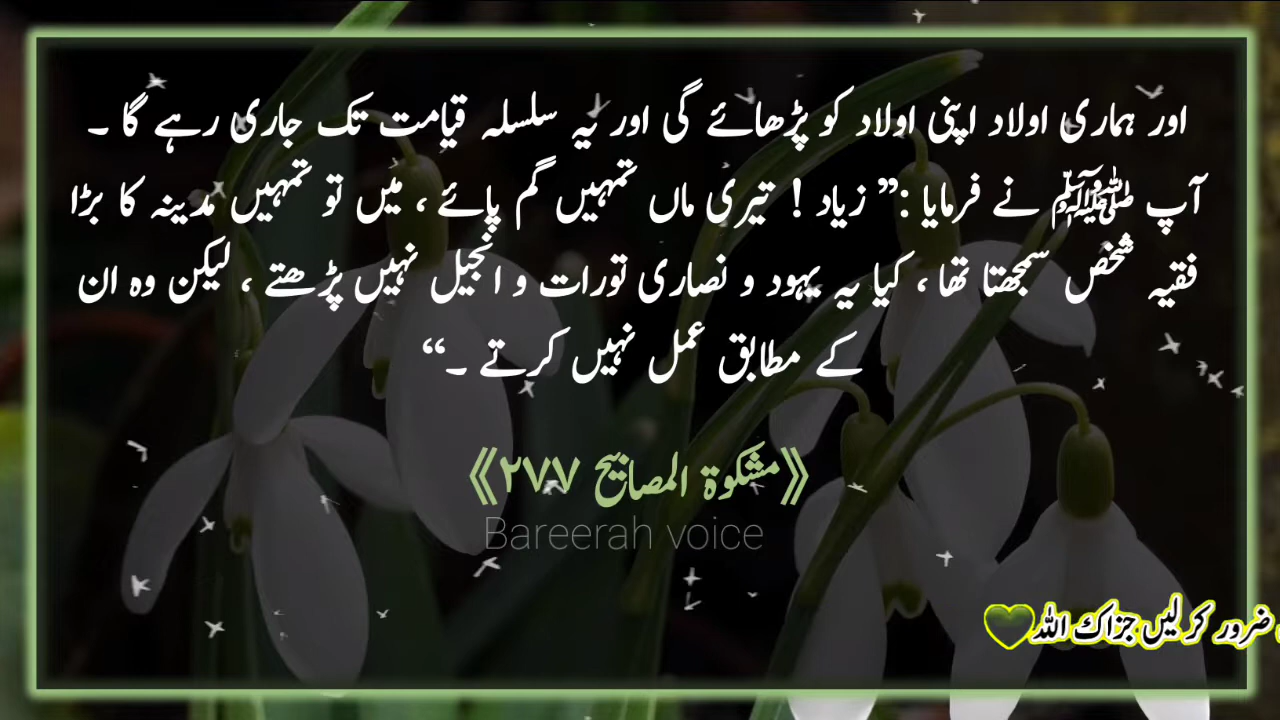 اور ہماری اولاد اپنی اولاد کو پڑھائے گی اور یہ سلسلہ قیامت تک جاری رہے گا ۔
آپ ﷺ نے فرمایا :” زیاد ! تیری ماں تمہیں گم پائے ، میں تو تمہیں مدینہ کا بڑا
فقیہ شخص سمجھتا تھا ، کیا یہ یہود و نصاری تورات و انجیل نہیں پڑھتے ، لیکن وہ ان
کے مطابق عمل نہیں کرتے ۔“
《مشکوۃ المصابیح ۲۷۷》
Bareerah voice
ضرور کر لیں جزاک اللہ💚